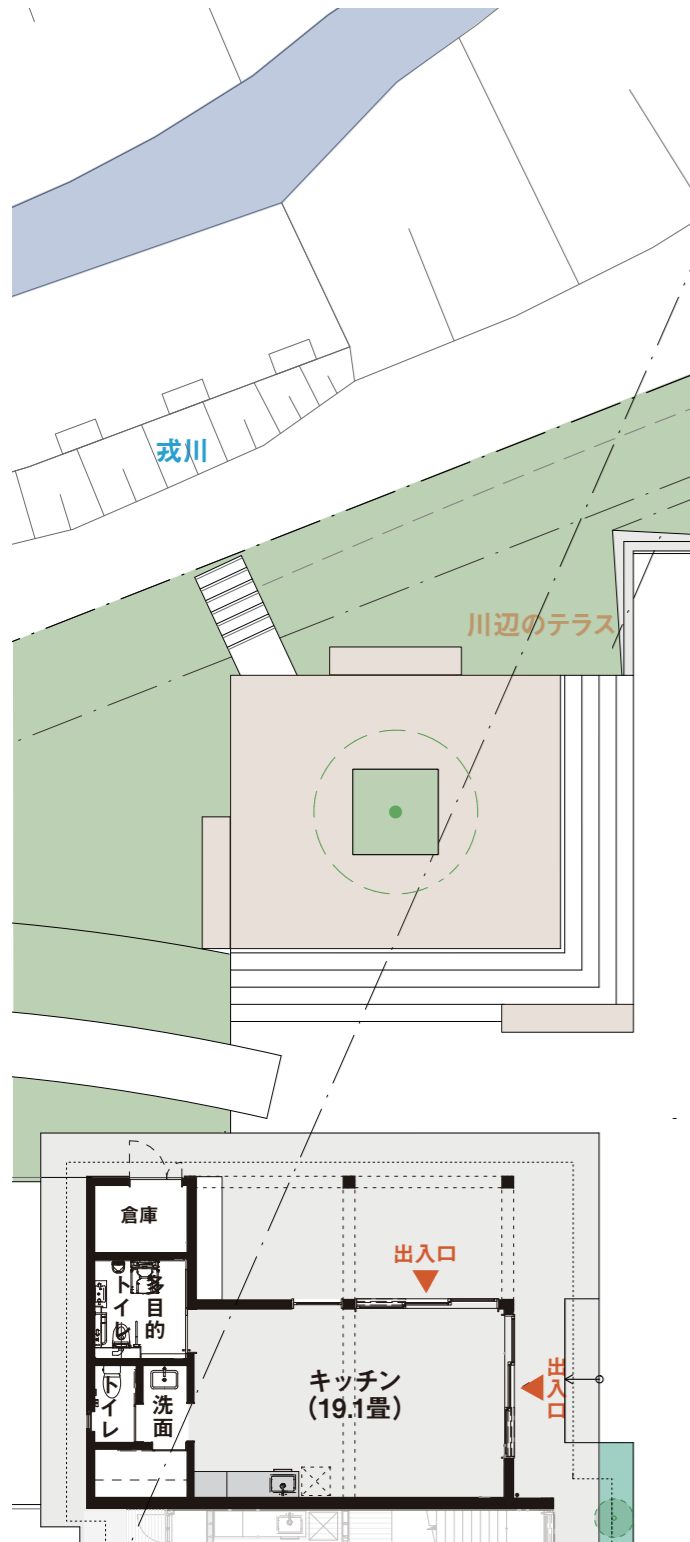 戎川
川辺のテラス
倉庫
出入口
多目的
トイレ
キッチン
(19.1畳)
出入口
トイレ
洗面